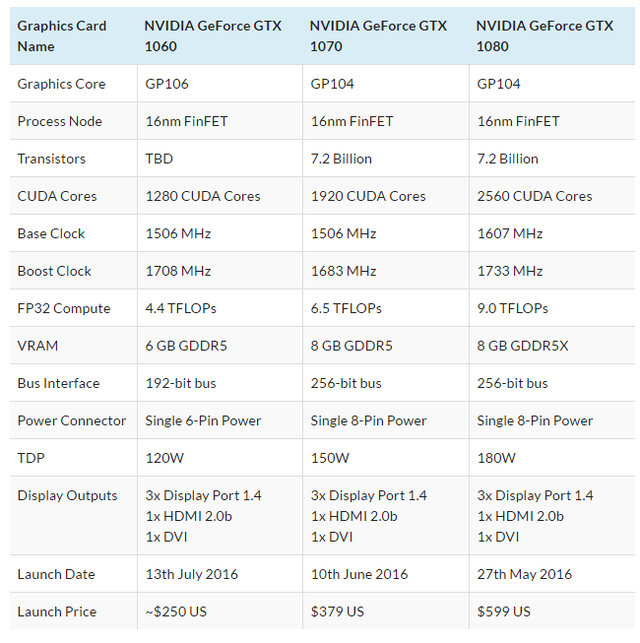 Graphics Card Name NVIDIA GeForce GTX 1060 NVIDIA GeForce GTX 1070 NVIDIA GeForce GTX 1080
Graphics Core GP106 GP104 GP104
Process Node 16nm FinFET 16nm FinFET 16nm FinFET
Transistors TBD 7.2 Billion 7.2 Billion
CUDA Cores 1280 CUDA Cores 1920 CUDA Cores 2560 CUDA Cores
Base Clock 1506 MHz 1506 MHz 1607 MHz
Boost Clock 1708 MHz 1683 MHz 1733 MHz
FP32 Compute 4.4 TFLOPs 6.5 TFLOPs 9.0 TFLOPs
VRAM 6 GB GDDR5 8 GB GDDR5 8 GB GDDR5X
Bus Interface 192-bit bus 256-bit bus 256-bit bus
Power Connector Single 6-Pin Power Single 8-Pin Power Single 8-Pin Power
TDP 120W 150W 180W
Display Outputs 3x Display Port 1.4 3x Display Port 1.4 3x Display Port 1.4
1x HDMI 2.0b 1x HDMI 2.0b 1x HDMI 2.0b
1x DVI 1x DVI 1x DVI
Launch Date 13th July 2016 10th June 2016 27th May 2016
Launch Price ~$250 US $379 US $599 US